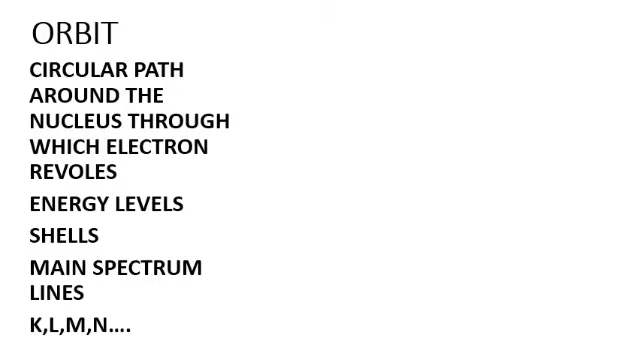 ORBIT
CIRCULAR PATH
AROUND THE
NUCLEUS THROUGH
WHICH ELECTRON
REVOLES
ENERGY LEVELS
SHELLS
MAIN SPECTRUM
LINES
K,L,M,N....